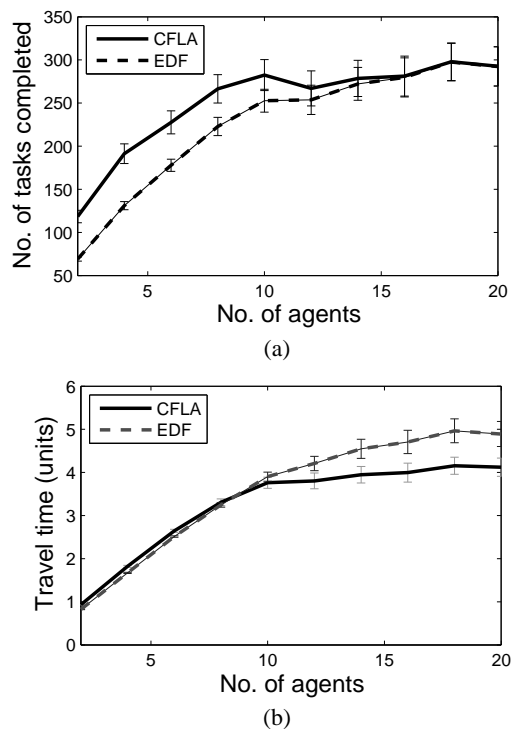 350
300
250
200
150
100
50
No. of tasks completed
CFLA
EDF
5 10 15 20
No. of agents
(a)
6
5
4
3
2
1
0
Travel time (units)
CFLA
EDF
5 10 15 20
No. of agents
(b)